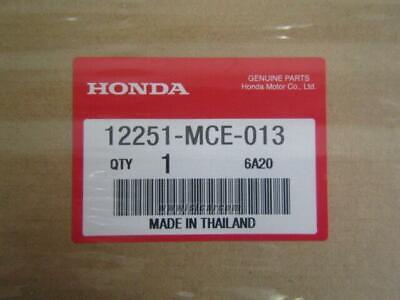 HONDA
GENUINE PARTS
Honda Motor Co., Ltd.
12251-MCE-013
QTY 1 6A20
MADE IN THAILAND